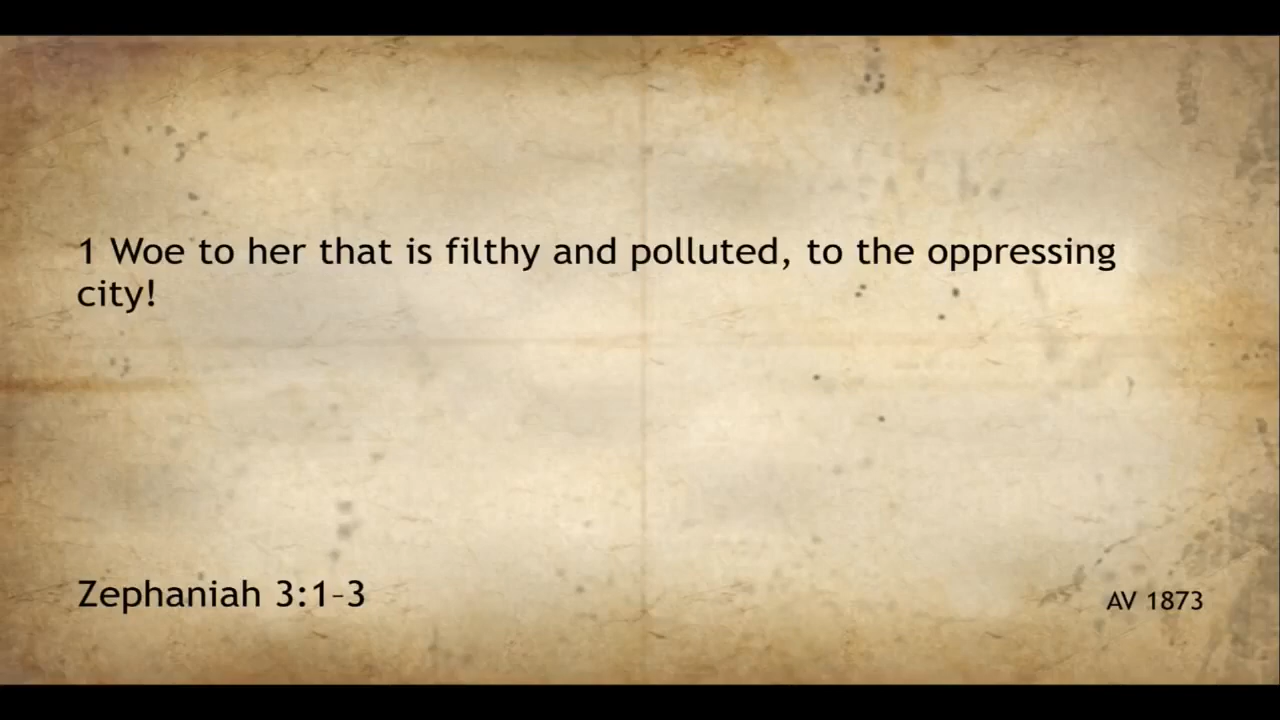 1 Woe to her that is filthy and polluted, to the oppressing
city!
Zephaniah 3:1–3
AV 1873